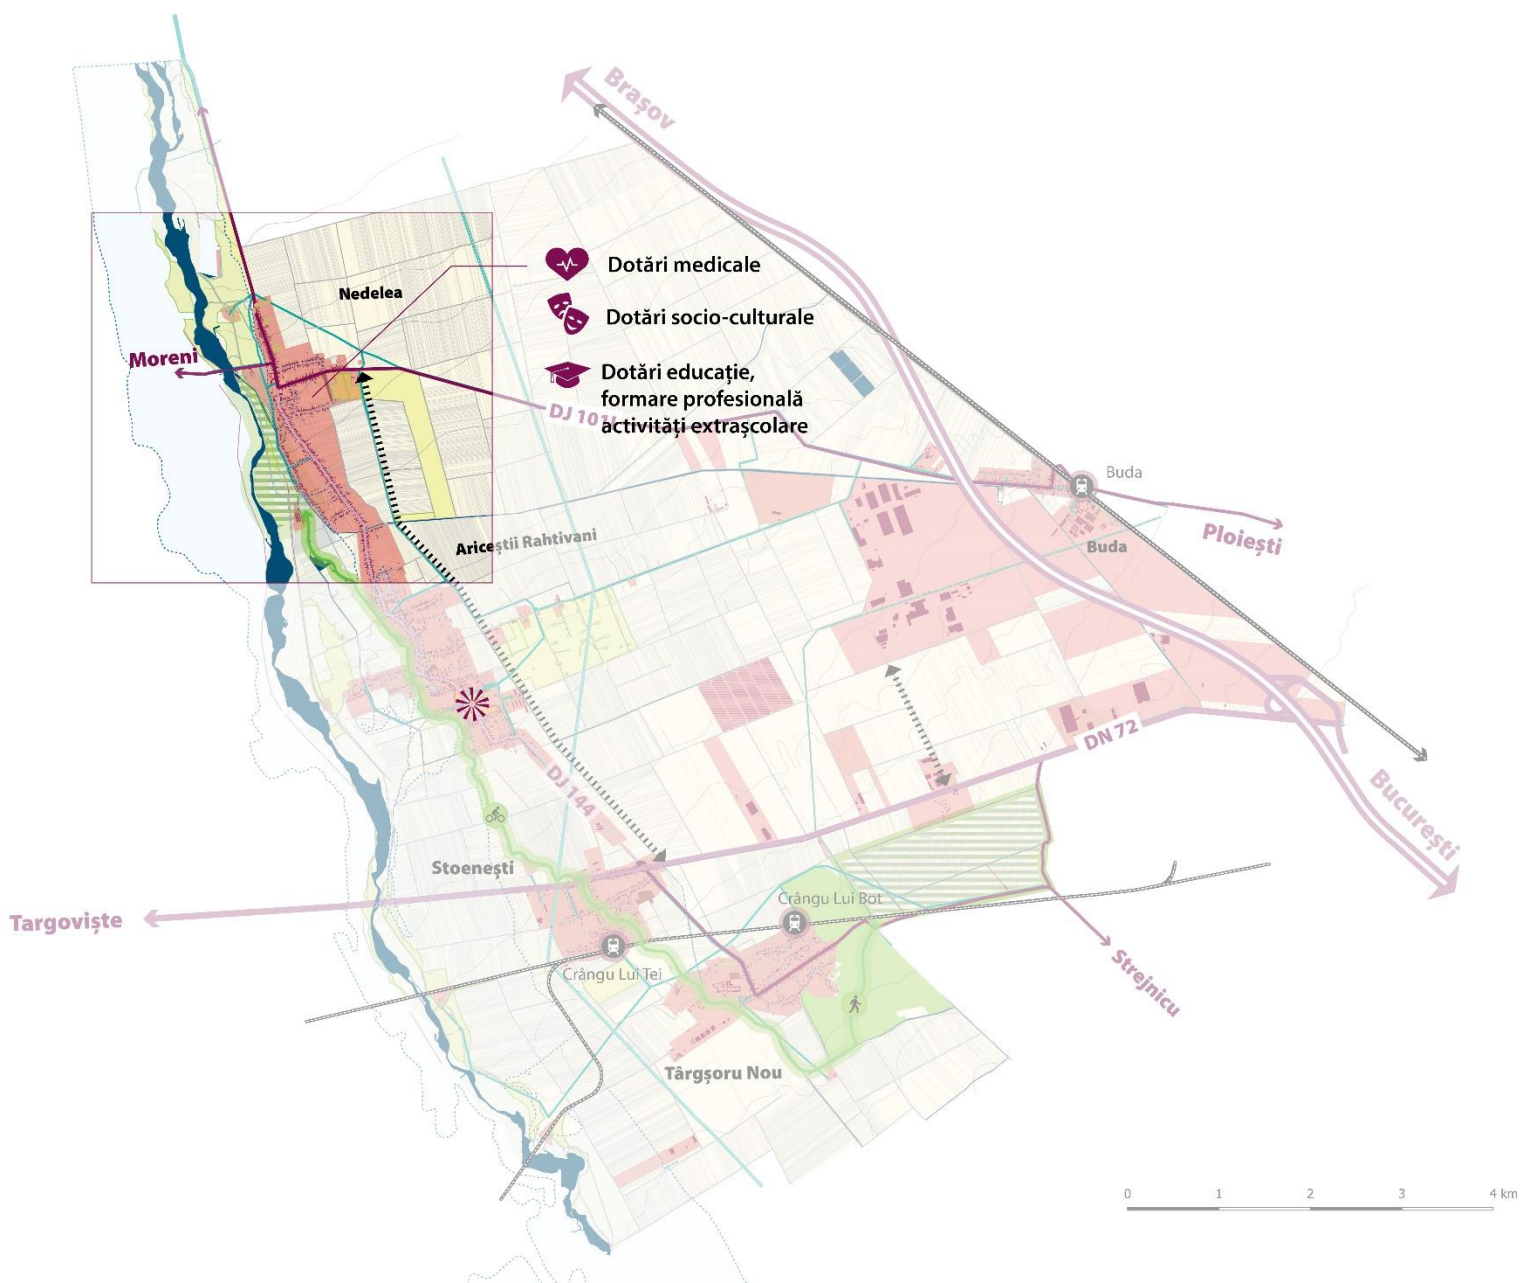 Brașov
Dotări medicale
Nedelea
Dotări socio-culturale
Moreni
Dotări educație,
formare profesională
activități extrașcolare
DJ 101I
Buda
Ploiești
Ariceștii Rahtivani
Buda
DN 72
DJ 144
București
Stoenești
Crângu Lui Bot
Targoviște
Crângu Lui Tei
Strejnicu
Târgșoru Nou
0 1 2 3 4 km